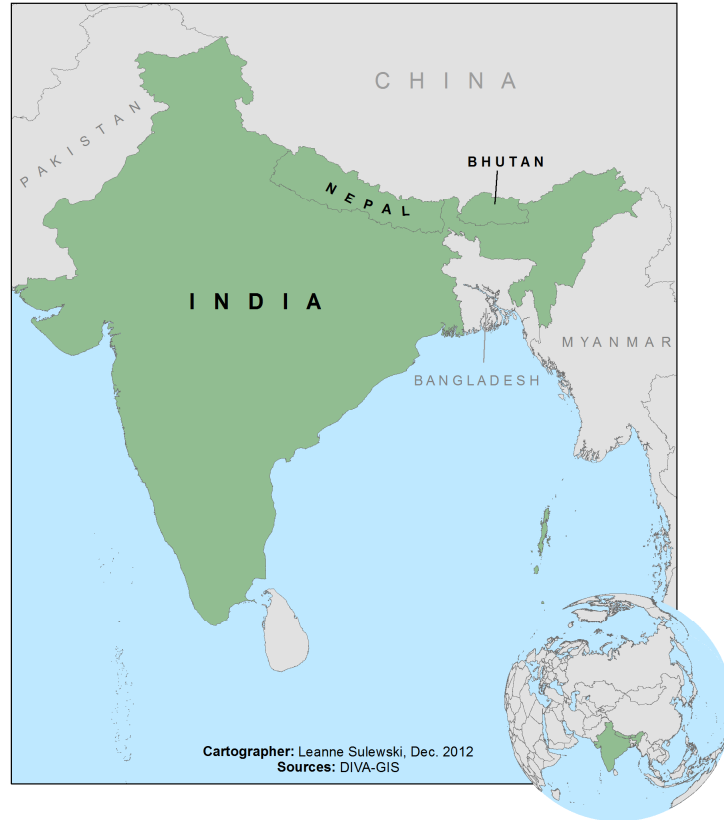 CHINA
PAKISTAN
BHUTAN
NEPAL
INDIA
MYANMAR
BANGLADESH
Cartographer: Leanne Sulewski, Dec. 2012
Sources: DIVA-GIS